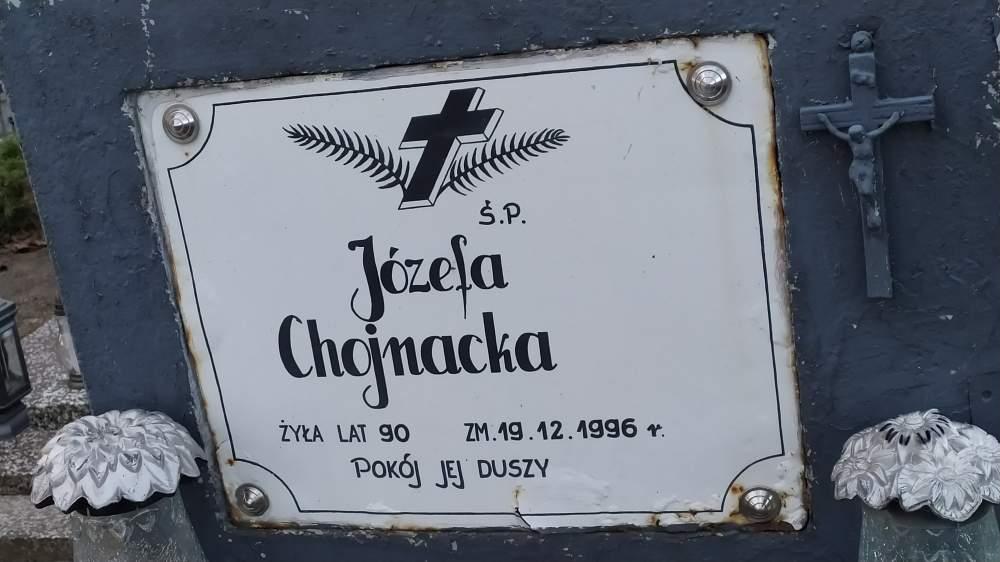 Ś.P.
Józefa
Chojnacka
ŻYŁA LAT 90 ZM. 19.12.1996 r.
POKÓJ JEJ DUSZY